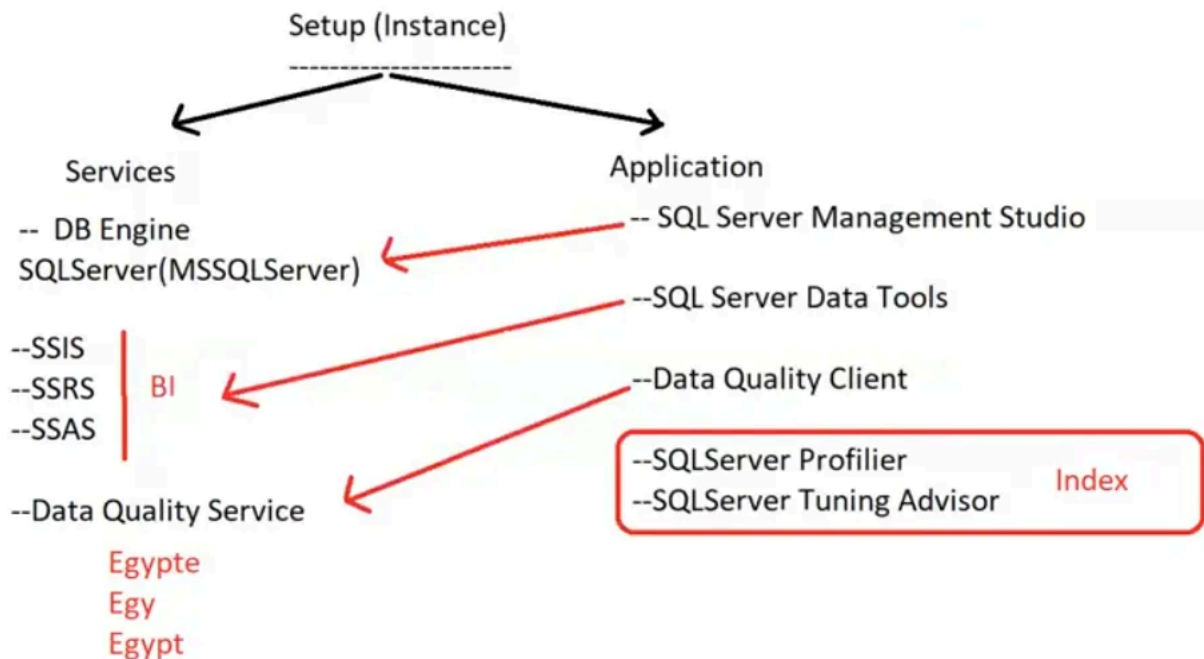 Setup (Instance)
---------------------
Services
-- DB Engine
SQLServer(MSSQLServer)
--SSIS
--SSRS
--SSAS
BI
--Data Quality Service
Egypte
Egy
Egypt
Application
-- SQL Server Management Studio
--SQL Server Data Tools
--Data Quality Client
--SQLServer Profilier
--SQLServer Tuning Advisor
Index